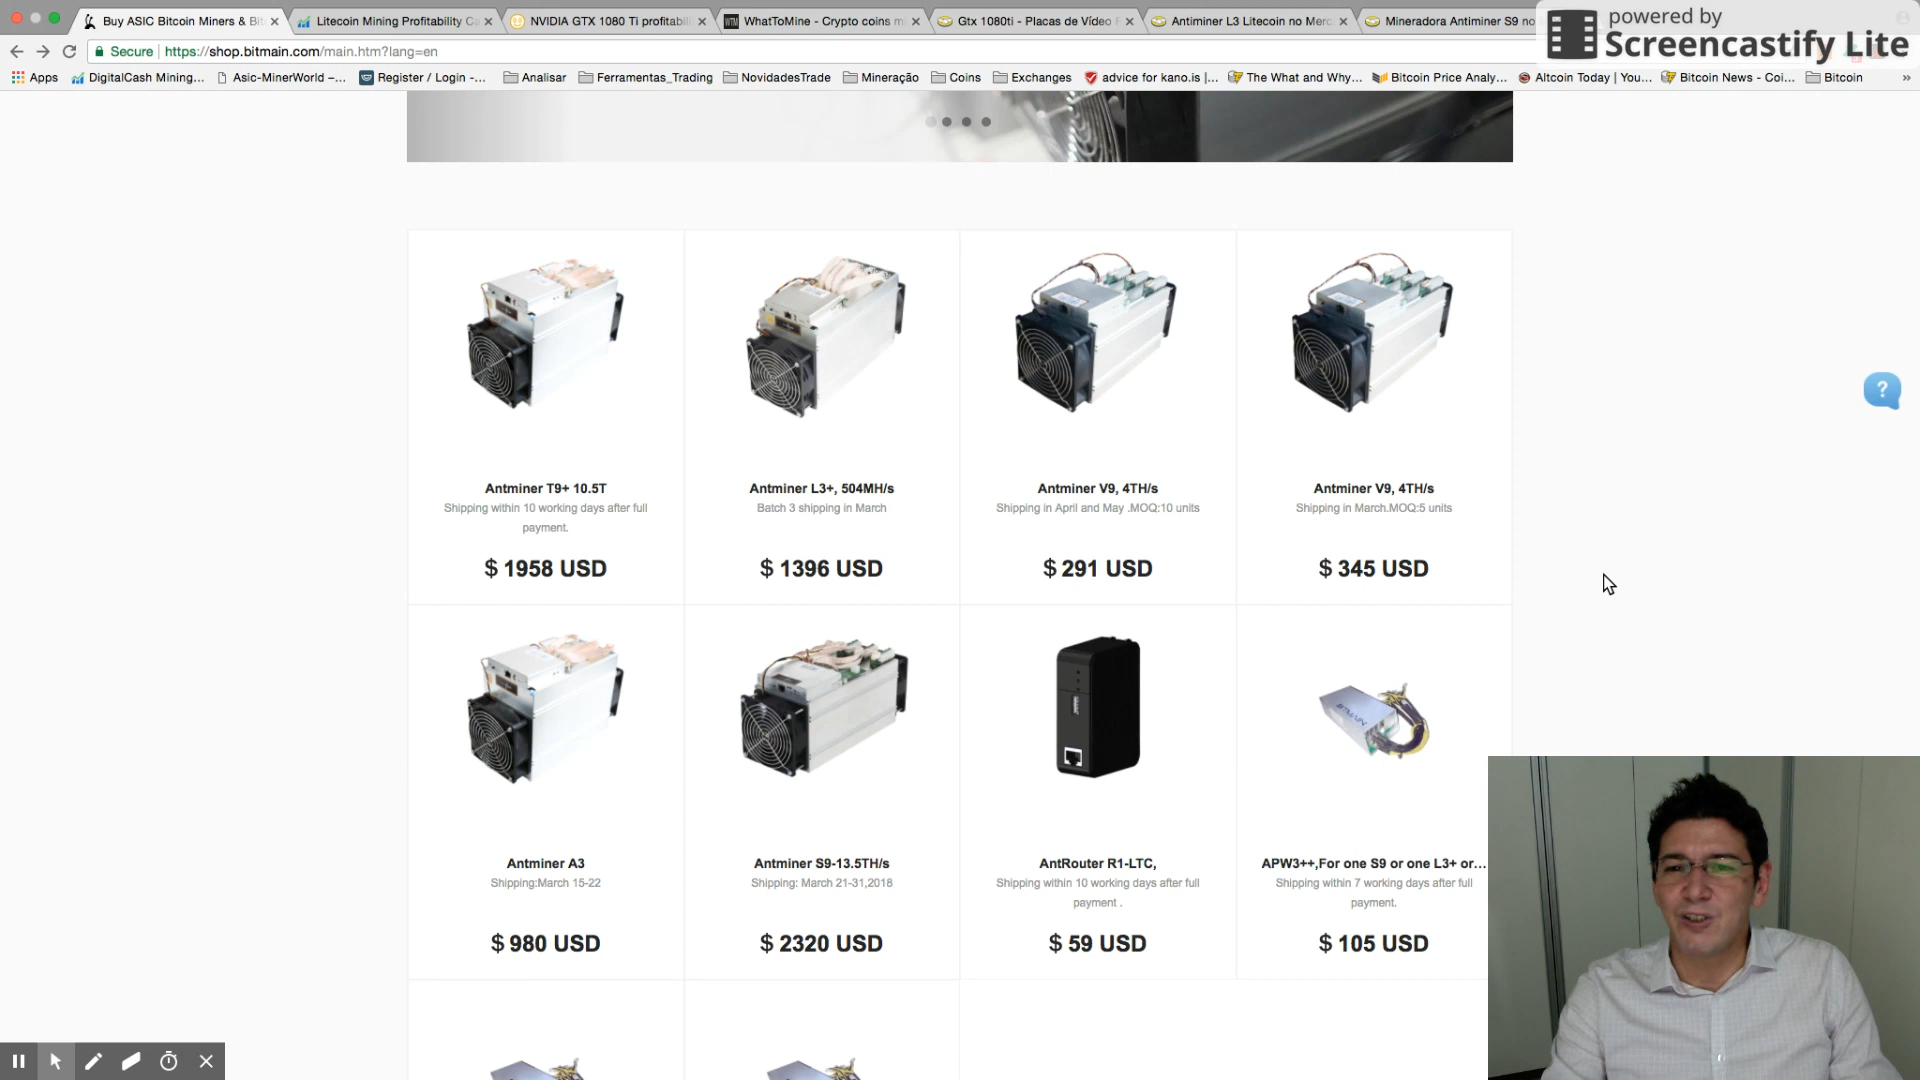 Buy ASIC Bitcoin Miners & Bit
Litecoin Mining Profitability Ca
NVIDIA GTX 1080 Ti profitabili
WTM WhatToMine - Crypto coins mi
Gtx 1080ti - Placas de Vídeo P
Antiminer L3 Litecoin no Merc
Mineradora Antiminer S9 no
powered by
Screencastify Lite
Secure https://shop.bitmain.com/main.htm?lang=en
Apps DigitalCash Mining... Asic-MinerWorld –... Register / Login -... Analisar Ferramentas_Trading NovidadesTrade Mineração Coins Exchanges advice for kano.is |... The What and Why... Bitcoin Price Analy... Altcoin Today | You... Bitcoin News - Coi... Bitcoin »
?
Antminer T9+ 10.5T
Shipping within 10 working days after full
payment.
$ 1958 USD
Antminer L3+, 504MH/s
Batch 3 shipping in March
$ 1396 USD
Antminer V9, 4TH/s
Shipping in April and May .MOQ:10 units
$ 291 USD
Antminer V9, 4TH/s
Shipping in March.MOQ:5 units
$ 345 USD
Antminer A3
Shipping:March 15-22
$ 980 USD
Antminer S9-13.5TH/s
Shipping: March 21-31,2018
$ 2320 USD
AntRouter R1-LTC,
Shipping within 10 working days after full
payment .
$ 59 USD
BITMAIN
APW3++,For one S9 or one L3+ or...
Shipping within 7 working days after full
payment.
$ 105 USD